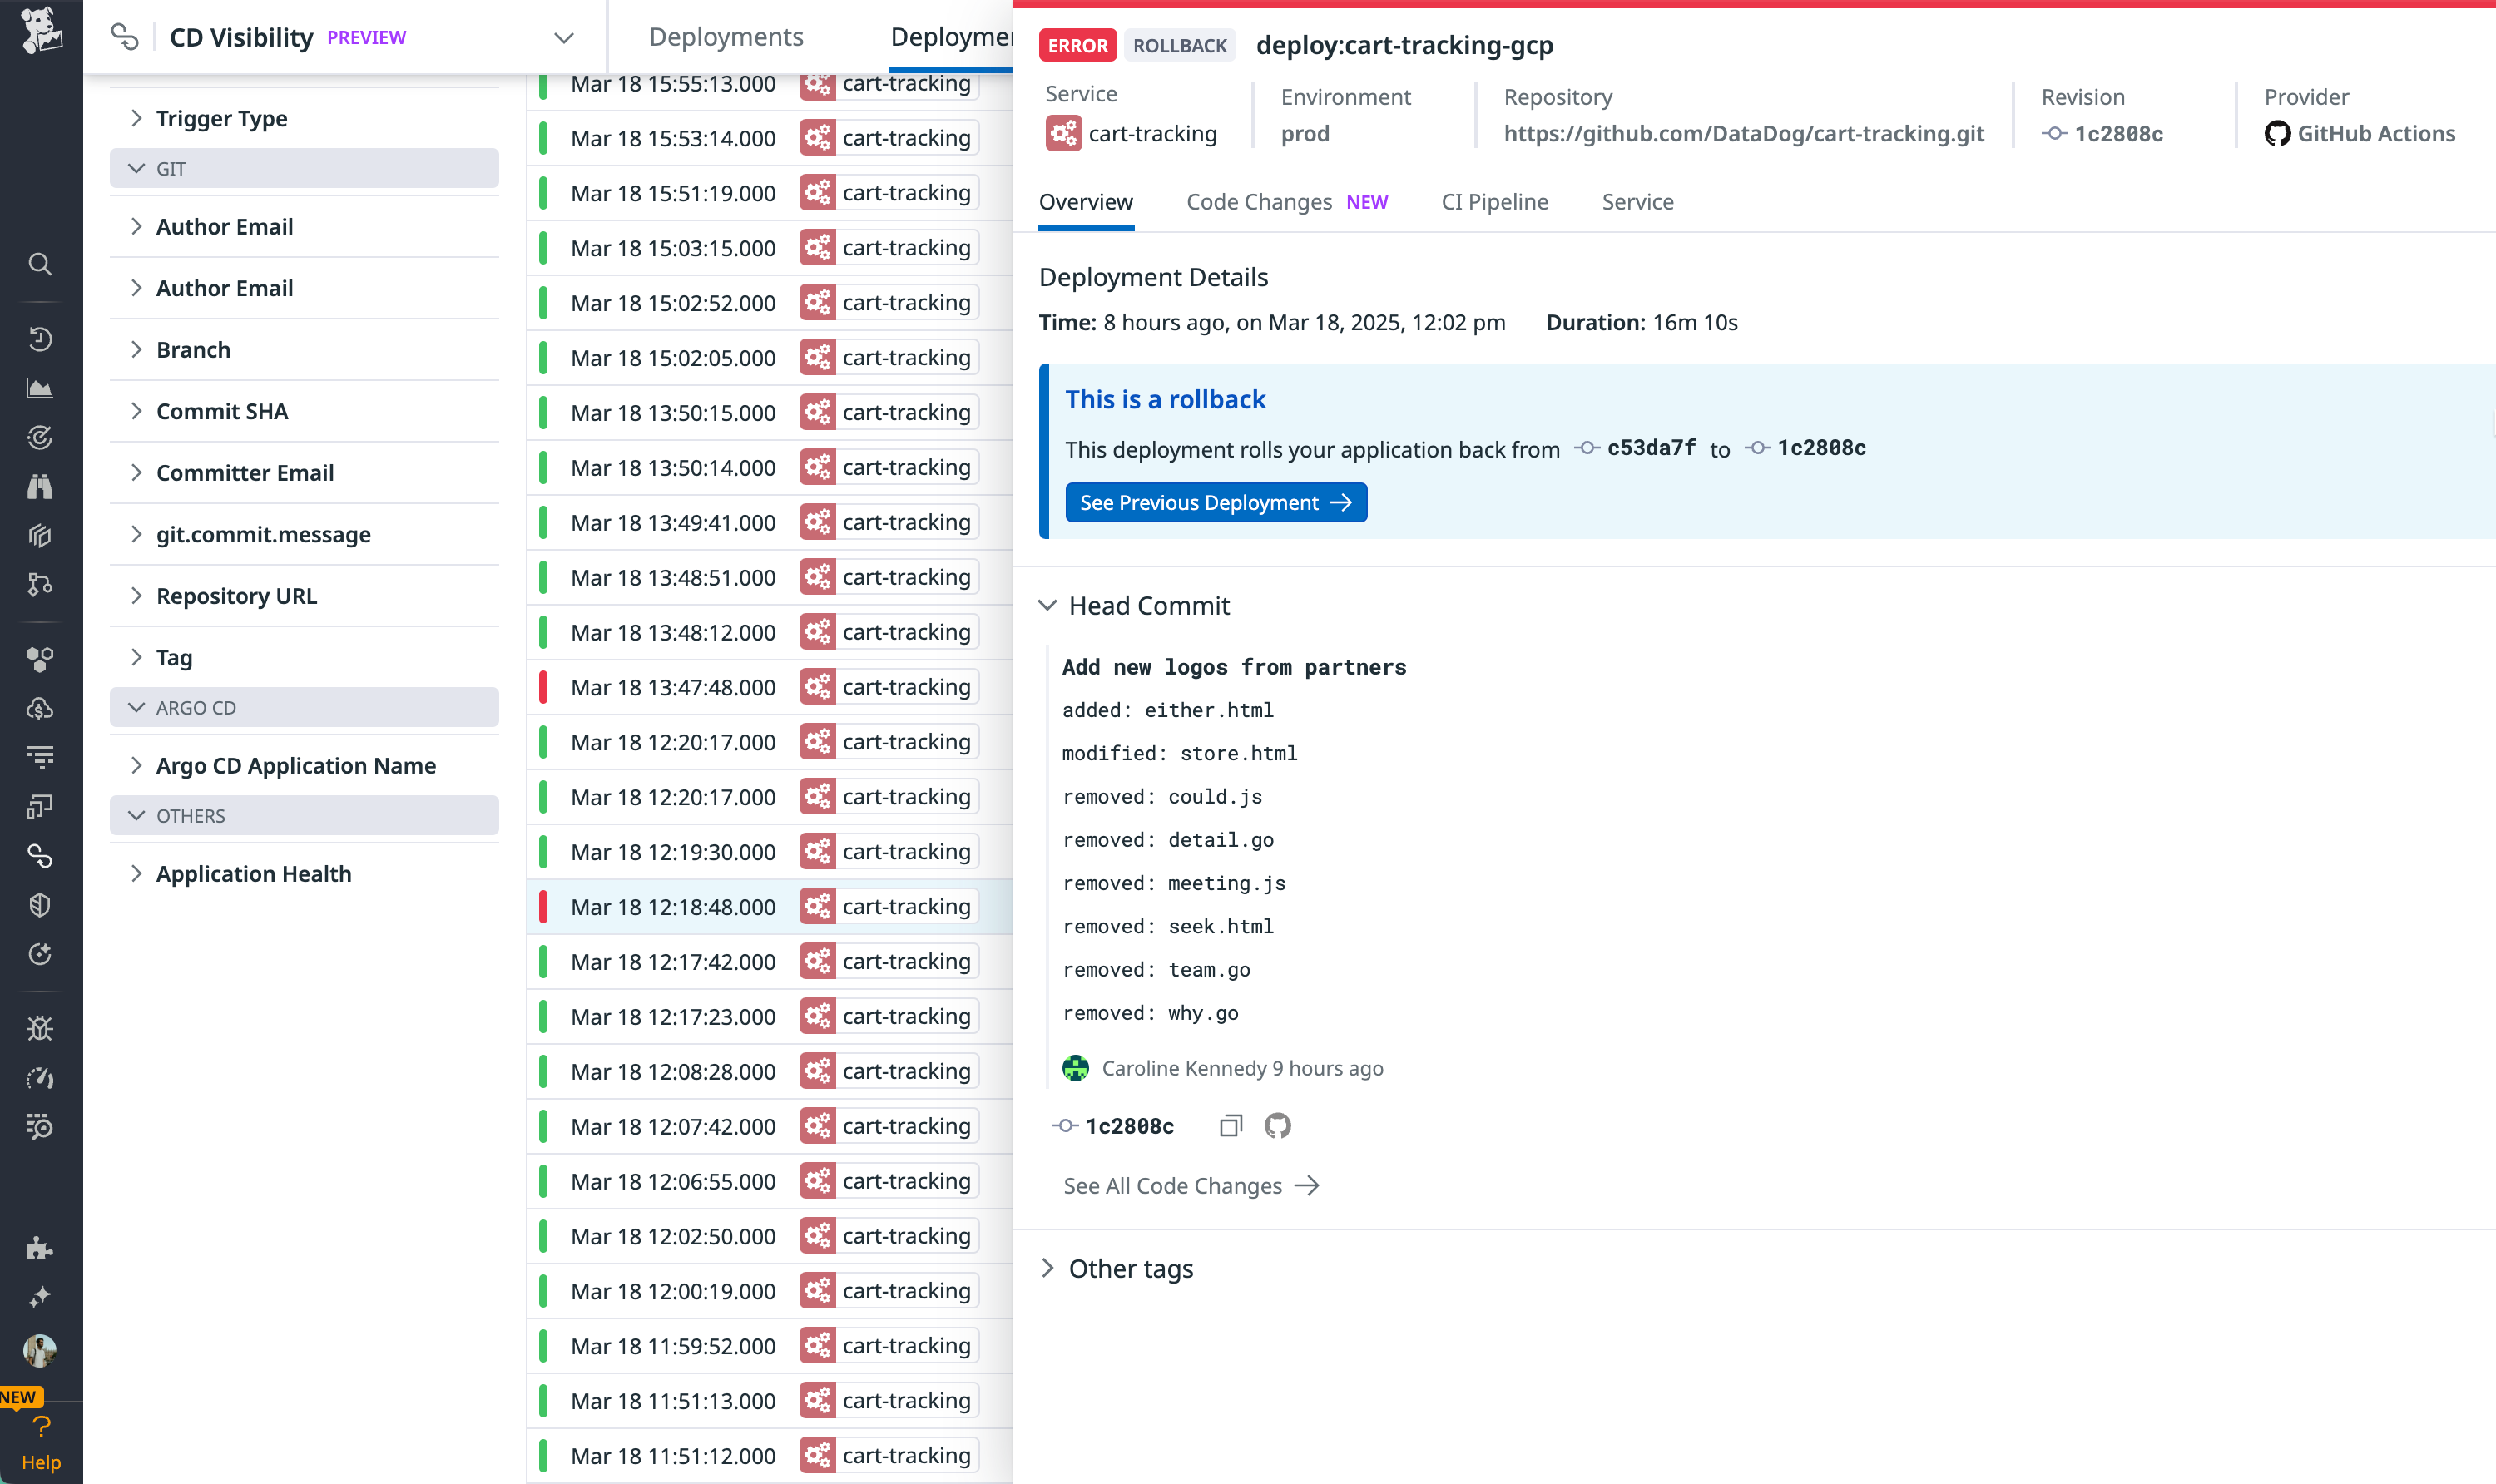 CD Visibility PREVIEW
Deployments
Trigger Type
GIT
Author Email
Author Email
Branch
Commit SHA
Committer Email
git.commit.message
Repository URL
Tag
ARGO CD
Argo CD Application Name
OTHERS
Application Health
NEW
Help
Mar 18 15:55:13.000 cart-tracking
Mar 18 15:53:14.000 cart-tracking
Mar 18 15:51:19.000 cart-tracking
Mar 18 15:03:15.000 cart-tracking
Mar 18 15:02:52.000 cart-tracking
Mar 18 15:02:05.000 cart-tracking
Mar 18 13:50:15.000 cart-tracking
Mar 18 13:50:14.000 cart-tracking
Mar 18 13:49:41.000 cart-tracking
Mar 18 13:48:51.000 cart-tracking
Mar 18 13:48:12.000 cart-tracking
Mar 18 13:47:48.000 cart-tracking
Mar 18 12:20:17.000 cart-tracking
Mar 18 12:20:17.000 cart-tracking
Mar 18 12:19:30.000 cart-tracking
Mar 18 12:18:48.000 cart-tracking
Mar 18 12:17:42.000 cart-tracking
Mar 18 12:17:23.000 cart-tracking
Mar 18 12:08:28.000 cart-tracking
Mar 18 12:07:42.000 cart-tracking
Mar 18 12:06:55.000 cart-tracking
Mar 18 12:02:50.000 cart-tracking
Mar 18 12:00:19.000 cart-tracking
Mar 18 11:59:52.000 cart-tracking
Mar 18 11:51:13.000 cart-tracking
Mar 18 11:51:12.000 cart-tracking
ERROR ROLLBACK deploy:cart-tracking-gcp
Service Environment Repository Revision Provider
cart-tracking prod https://github.com/DataDog/cart-tracking.git 1c2808c GitHub Actions
Overview Code Changes NEW CI Pipeline Service
Deployment Details
Time: 8 hours ago, on Mar 18, 2025, 12:02 pm Duration: 16m 10s
This is a rollback
This deployment rolls your application back from c53da7f to 1c2808c
See Previous Deployment
Head Commit
Add new logos from partners
added: either.html
modified: store.html
removed: could.js
removed: detail.go
removed: meeting.js
removed: seek.html
removed: team.go
removed: why.go
Caroline Kennedy 9 hours ago
1c2808c
See All Code Changes
Other tags